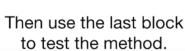 Then use the last block
to test the method.